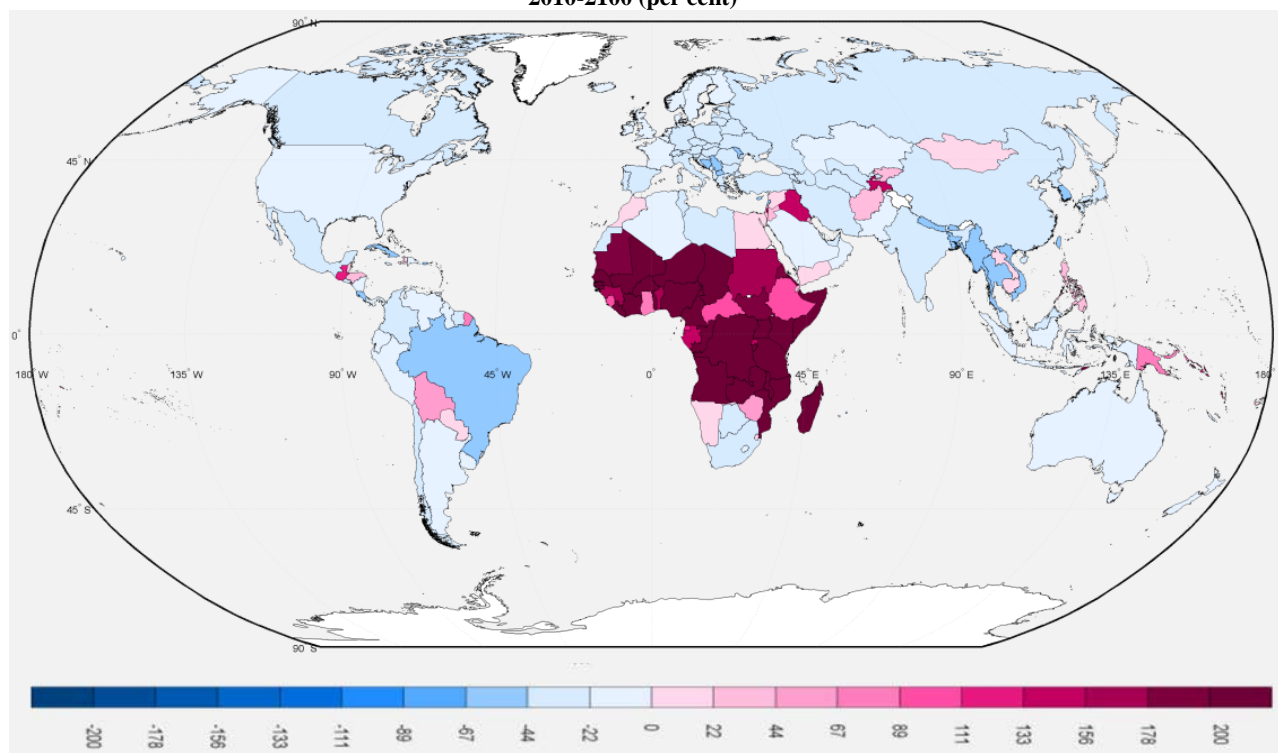 2010-2100 (per cent)
90° N
45° N
0°
180° W 135° W 90° W 45° W 0° 45° E 90° E 135° E 180°
45° S
90° S
-200 -178 -156 -133 -111 -89 -67 -44 -22 0 22 44 67 89 111 133 156 178 200